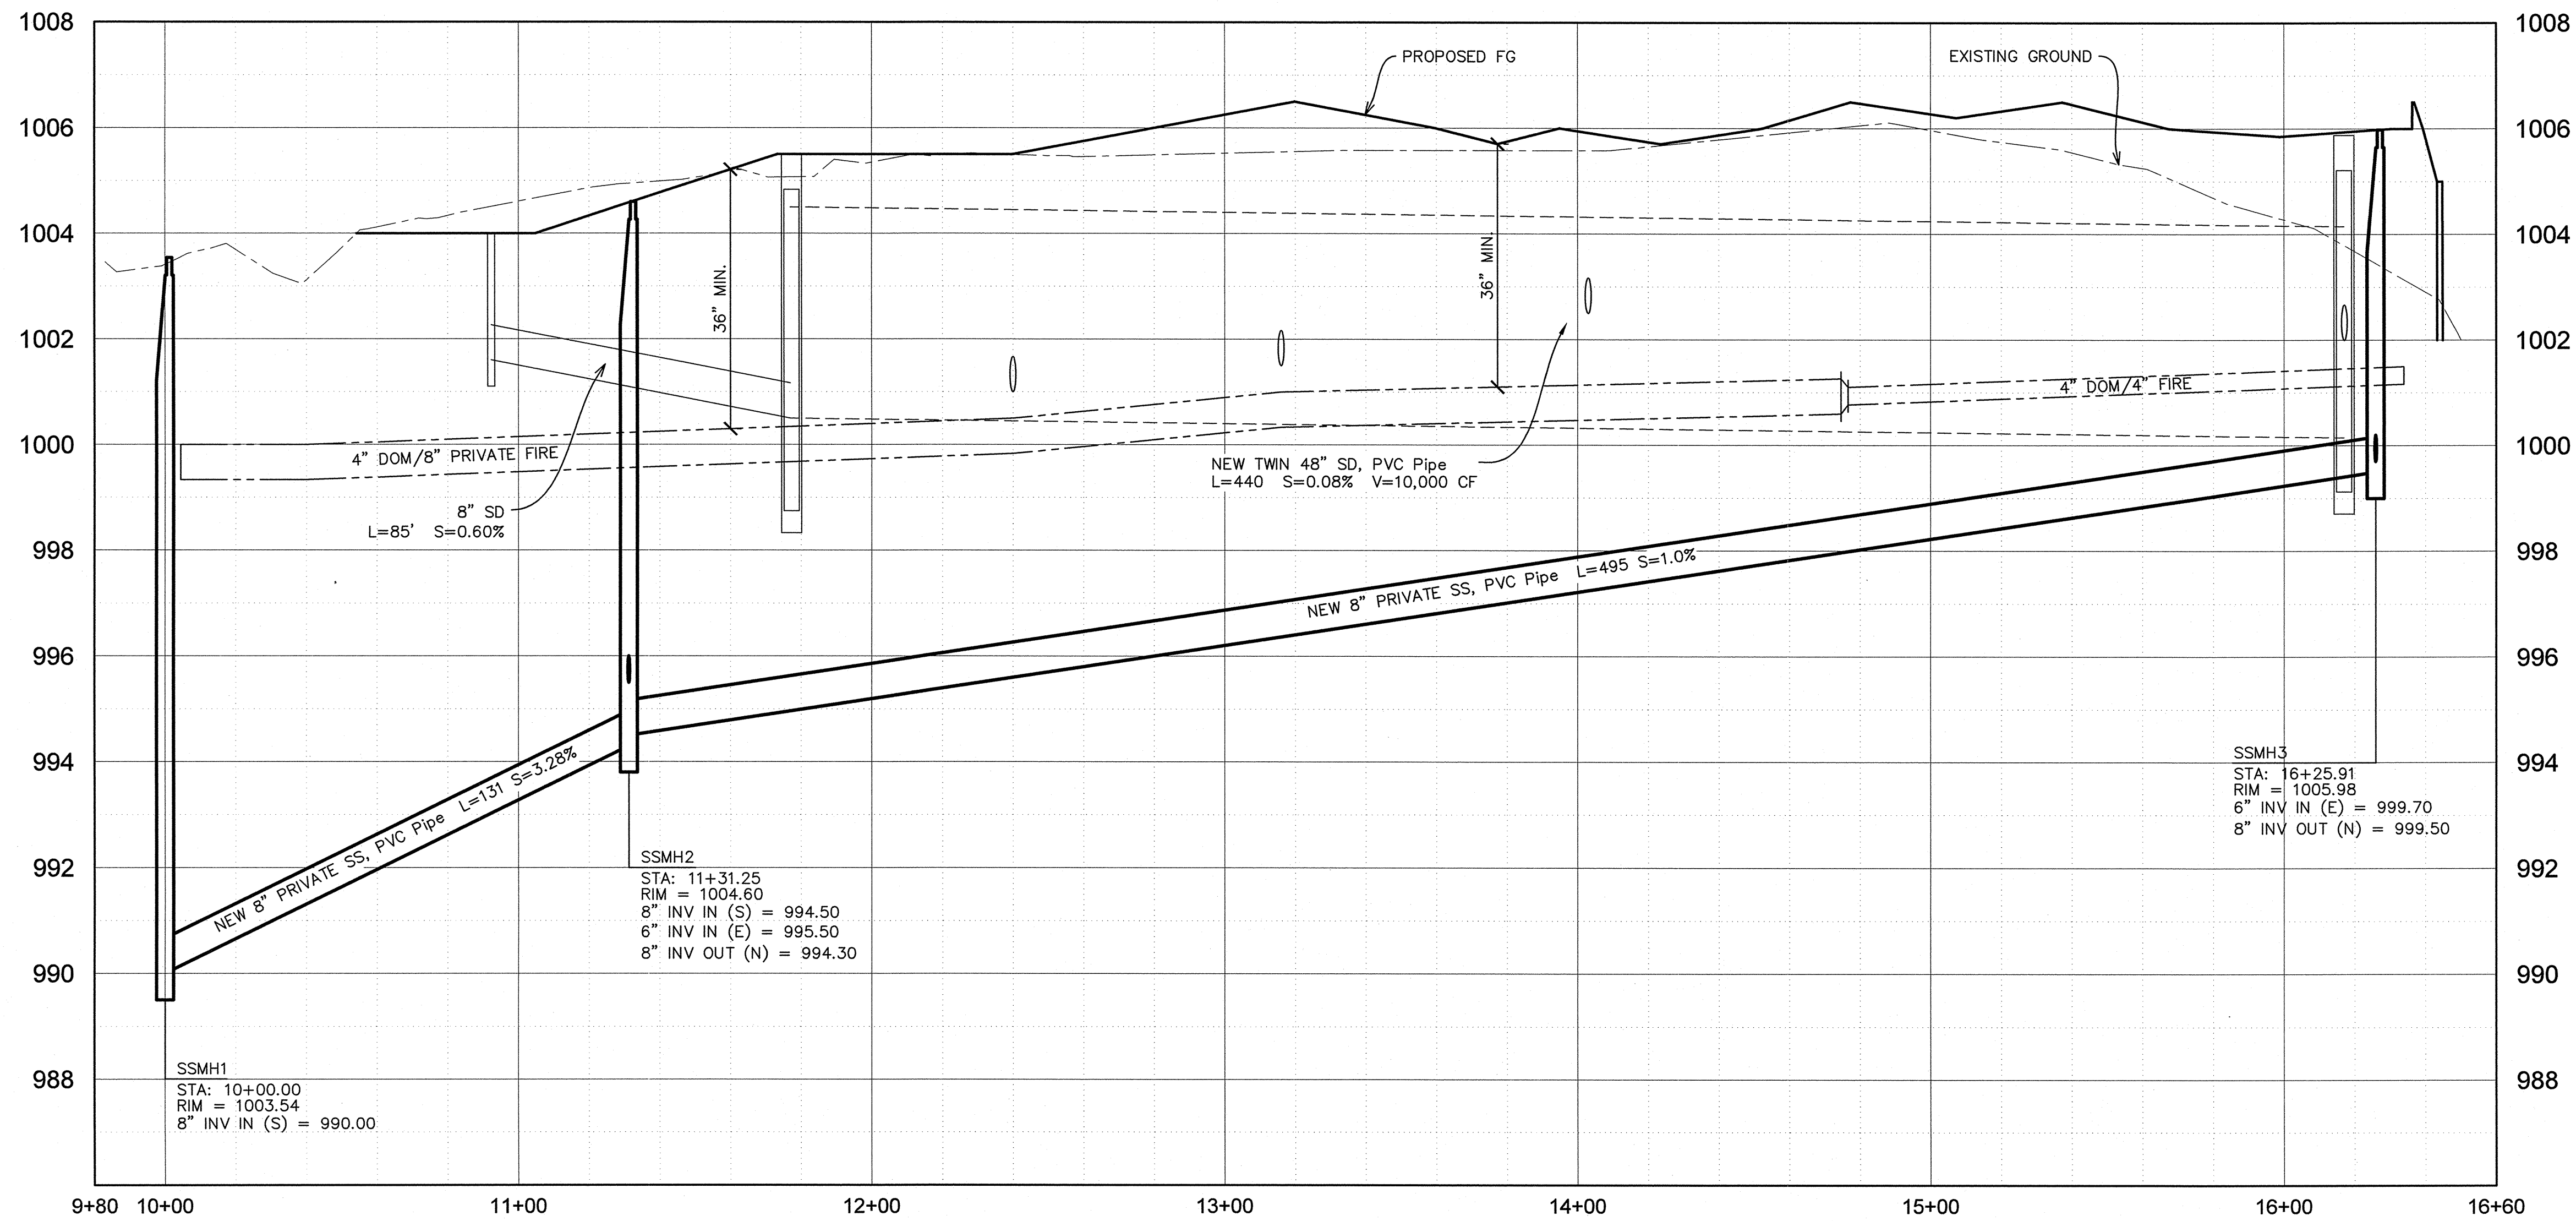 1008
1008
PROPOSED FG
EXISTING GROUND
1006
1006
1004
1004
36” MIN.
36” MIN.
1002
1002
4” DOM/4” FIRE
1000
1000
4” DOM/8” PRIVATE FIRE
NEW TWIN 48” SD, PVC Pipe
L=440 S=0.08% V=10,000 CF
8” SD
L=85’ S=0.60%
998
998
NEW 8” PRIVATE SS, PVC Pipe L=495 S=1.0%
996
996
994
994
NEW 8” PRIVATE SS, PVC Pipe L=131 S=3.28%
SSMH3
STA: 16+25.91
RIM = 1005.98
6” INV IN (E) = 999.70
8” INV OUT (N) = 999.50
992
992
SSMH2
STA: 11+31.25
RIM = 1004.60
8” INV IN (S) = 994.50
6” INV IN (E) = 995.50
8” INV OUT (N) = 994.30
990
990
988
988
SSMH1
STA: 10+00.00
RIM = 1003.54
8” INV IN (S) = 990.00
9+80 10+00 11+00 12+00 13+00 14+00 15+00 16+00 16+60